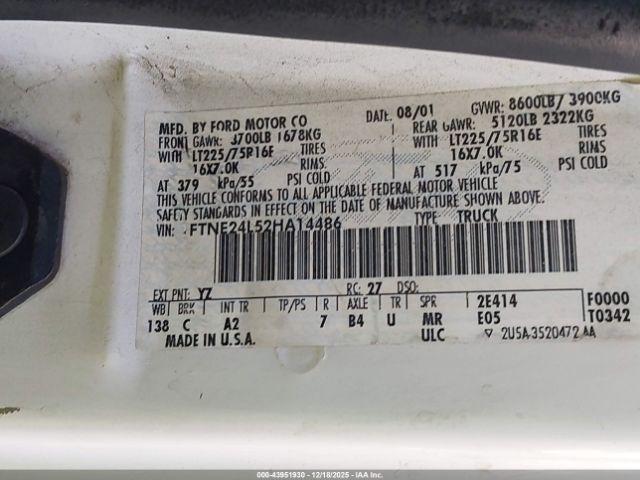 MFD. BY FORD MOTOR CO
DATE: 08/01
GVWR: 8600LB/ 3900KG
FRONT GAWR: 3700LB 1678KG
REAR GAWR: 5120LB 2322KG
WITH LT225/75R16E TIRES
WITH LT225/75R16E TIRES
16X7.0K RIMS
16X7.0K RIMS
AT 379 kPa/55 PSI COLD
AT 517 kPa/75 PSI COLD
THIS VEHICLE CONFORMS TO ALL APPLICABLE FEDERAL MOTOR VEHICLE
SAFETY STANDARDS IN EFFECT ON THE DATE OF MANUFACTURE SHOWN ABOVE.
VIN: FTNE24L52HA14486
TYPE: TRUCK
EXT PNT: YZ RC: 27 DSO:
WB BRK INT TR TP/PS R AXLE TR SPR 2E414 F0000
138 C A2 7 B4 U MR E05 T0342
MADE IN U.S.A. ULC 2U5A-3520472-AA
000-43951930 - 12/18/2025 - IAAI.COM